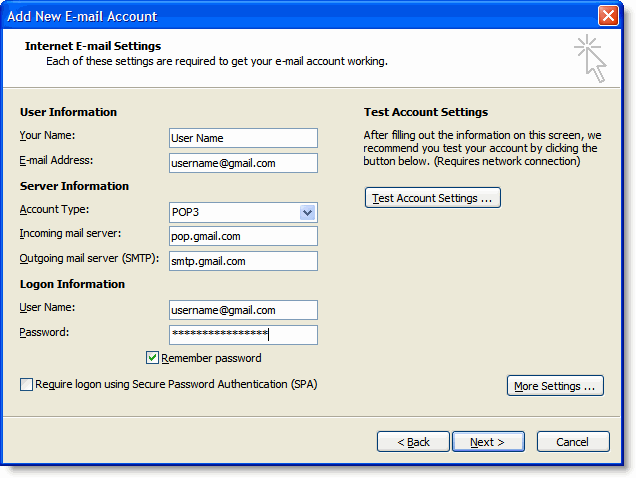 Add New E-mail Account
Internet E-mail Settings
Each of these settings are required to get your e-mail account working.
User Information
Your Name: User Name
E-mail Address: username@gmail.com
Server Information
Account Type: POP3
Incoming mail server: pop.gmail.com
Outgoing mail server (SMTP): smtp.gmail.com
Logon Information
User Name: username@gmail.com
Password: ****************
Remember password
Require logon using Secure Password Authentication (SPA)
Test Account Settings
After filling out the information on this screen, we
recommend you test your account by clicking the
button below. (Requires network connection)
Test Account Settings ...
More Settings ...
< Back
Next >
Cancel